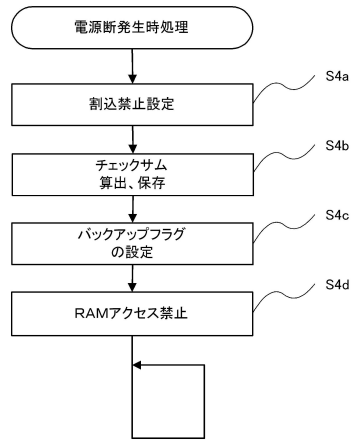 電源断発生時処理
S4a
割込禁止設定
S4b
チェックサム
算出、保存
S4c
バックアップフラグ
の設定
S4d
RAMアクセス禁止